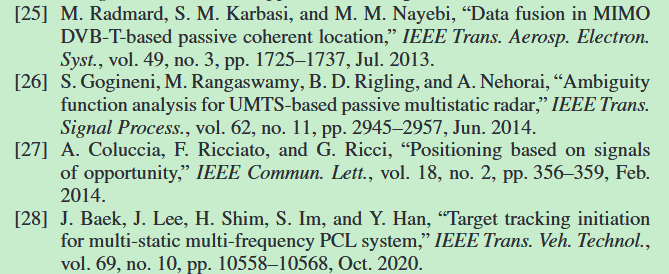 [25] M. Radmard, S. M. Karbasi, and M. M. Nayebi, “Data fusion in MIMO
DVB-T-based passive coherent location,” IEEE Trans. Aerosp. Electron.
Syst., vol. 49, no. 3, pp. 1725–1737, Jul. 2013.
[26] S. Gogineni, M. Rangaswamy, B. D. Rigling, and A. Nehorai, “Ambiguity
function analysis for UMTS-based passive multistatic radar,” IEEE Trans.
Signal Process., vol. 62, no. 11, pp. 2945–2957, Jun. 2014.
[27] A. Coluccia, F. Ricciato, and G. Ricci, “Positioning based on signals
of opportunity,” IEEE Commun. Lett., vol. 18, no. 2, pp. 356–359, Feb.
2014.
[28] J. Baek, J. Lee, H. Shim, S. Im, and Y. Han, “Target tracking initiation
for multi-static multi-frequency PCL system,” IEEE Trans. Veh. Technol.,
vol. 69, no. 10, pp. 10558–10568, Oct. 2020.